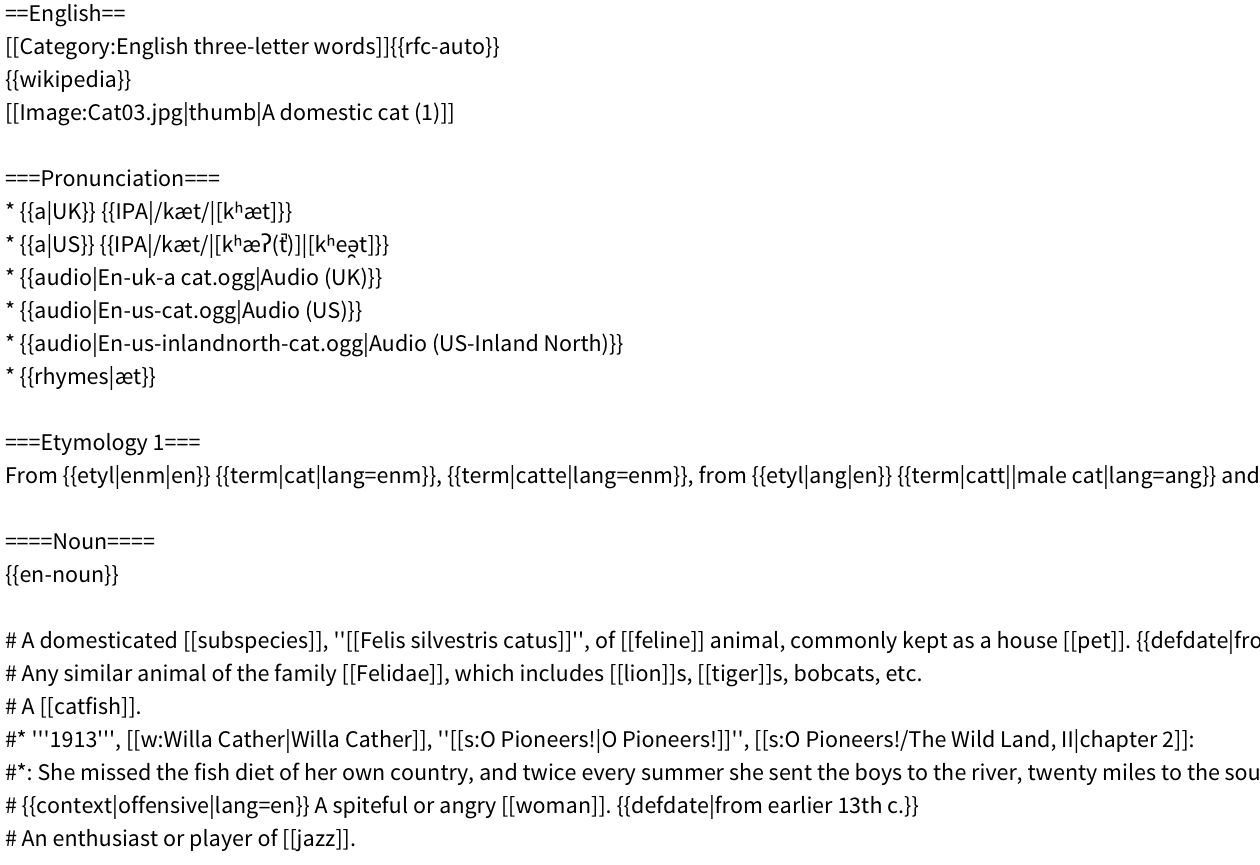 ==English==
[[Category:English three-letter words]]{{rfc-auto}}
{{wikipedia}}
[[Image:Cat03.jpg|thumb|A domestic cat (1)]]

===Pronunciation===
* {{a|UK}} {{IPA|/kæt/|[kʰæt]}}
* {{a|US}} {{IPA|/kæt/|[kʰæʔ(t̚)]|[kʰeə̯t]}}
* {{audio|En-uk-a cat.ogg|Audio (UK)}}
* {{audio|En-us-cat.ogg|Audio (US)}}
* {{audio|En-us-inlandnorth-cat.ogg|Audio (US-Inland North)}}
* {{rhymes|æt}}

===Etymology 1===
From {{etyl|enm|en}} {{term|cat|lang=enm}}, {{term|catte|lang=enm}}, from {{etyl|ang|en}} {{term|catt||male cat|lang=ang}} and

====Noun====
{{en-noun}}

# A domesticated [[subspecies]], ''[[Felis silvestris catus]]'', of [[feline]] animal, commonly kept as a house [[pet]]. {{defdate|fro
# Any similar animal of the family [[Felidae]], which includes [[lion]]s, [[tiger]]s, bobcats, etc.
# A [[catfish]].
#* '''1913''', [[w:Willa Cather|Willa Cather]], ''[[s:O Pioneers!|O Pioneers!]]'', [[s:O Pioneers!/The Wild Land, II|chapter 2]]:
#*: She missed the fish diet of her own country, and twice every summer she sent the boys to the river, twenty miles to the sou
# {{context|offensive|lang=en}} A spiteful or angry [[woman]]. {{defdate|from earlier 13th c.}}
# An enthusiast or player of [[jazz]].